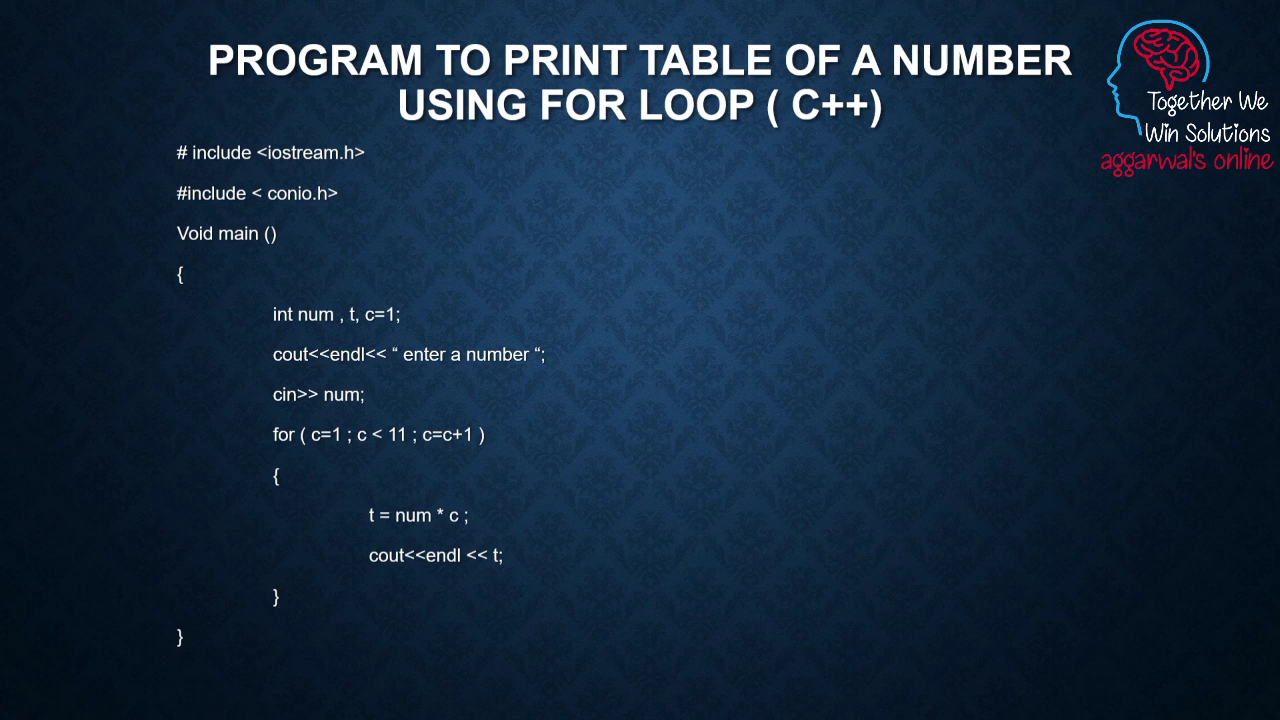 PROGRAM TO PRINT TABLE OF A NUMBER
USING FOR LOOP ( C++)
Together We
Win Solutions
aggarwal's online
# include <iostream.h>
#include < conio.h>
Void main ()
{
int num , t, c=1;
cout<<endl<< “ enter a number “;
cin>> num;
for ( c=1 ; c < 11 ; c=c+1 )
{
t = num * c ;
cout<<endl << t;
}
}